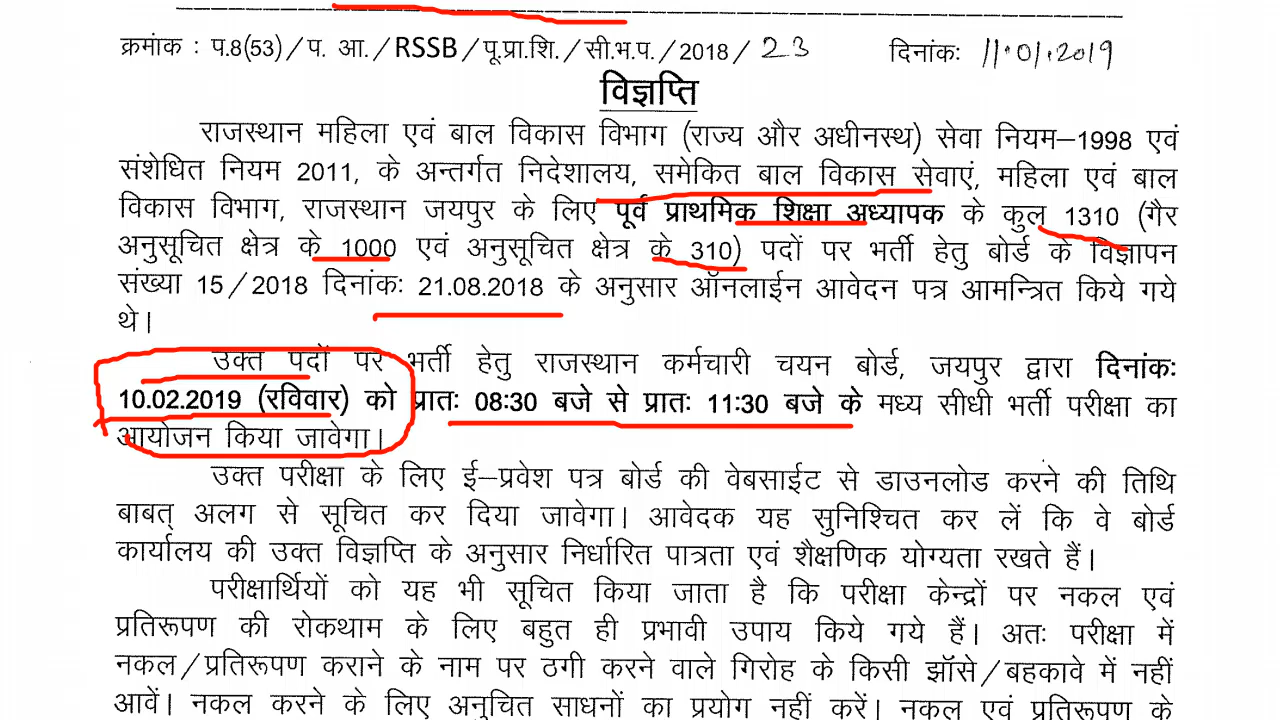 क्रमांक : प.8(53) / प. आ. / RSSB / पू.प्रा.शि. / सी.भ.प. / 2018 / 23 दिनांकः 11.01.2019
विज्ञप्ति
राजस्थान महिला एवं बाल विकास विभाग (राज्य और अधीनस्थ) सेवा नियम–1998 एवं
संशोधित नियम 2011, के अन्तर्गत निदेशालय, समेकित बाल विकास सेवाएं, महिला एवं बाल
विकास विभाग, राजस्थान जयपुर के लिए पूर्व प्राथमिक शिक्षा अध्यापक के कुल 1310 (गैर
अनुसूचित क्षेत्र के 1000 एवं अनुसूचित क्षेत्र के 310) पदों पर भर्ती हेतु बोर्ड के विज्ञापन
संख्या 15 / 2018 दिनांकः 21.08.2018 के अनुसार ऑनलाईन आवेदन पत्र आमन्त्रित किये गये
थे।
उक्त पदों पर भर्ती हेतु राजस्थान कर्मचारी चयन बोर्ड, जयपुर द्वारा दिनांकः
10.02.2019 (रविवार) को प्रातः 08:30 बजे से प्रातः 11:30 बजे के मध्य सीधी भर्ती परीक्षा का
आयोजन किया जावेगा।
उक्त परीक्षा के लिए ई–प्रवेश पत्र बोर्ड की वेबसाईट से डाउनलोड करने की तिथि
बाबत् अलग से सूचित कर दिया जावेगा। आवेदक यह सुनिश्चित कर लें कि वे बोर्ड
कार्यालय की उक्त विज्ञप्ति के अनुसार निर्धारित पात्रता एवं शैक्षणिक योग्यता रखते हैं।
परीक्षार्थियों को यह भी सूचित किया जाता है कि परीक्षा केन्द्रों पर नकल एवं
प्रतिरूपण की रोकथाम के लिए बहुत ही प्रभावी उपाय किये गये हैं। अतः परीक्षा में
नकल / प्रतिरूपण कराने के नाम पर ठगी करने वाले गिरोह के किसी झॉसे / बहकावे में नहीं
आवें। नकल करने के लिए अनुचित साधनों का प्रयोग नहीं करें। नकल एवं प्रतिरूपण के